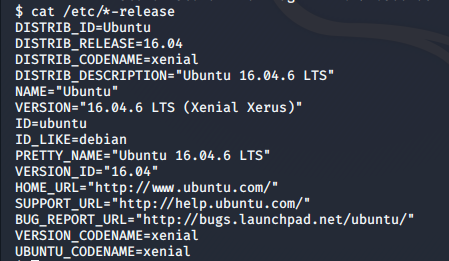 $ cat /etc/*-release
DISTRIB_ID=Ubuntu
DISTRIB_RELEASE=16.04
DISTRIB_CODENAME=xenial
DISTRIB_DESCRIPTION="Ubuntu 16.04.6 LTS"
NAME="Ubuntu"
VERSION="16.04.6 LTS (Xenial Xerus)"
ID=ubuntu
ID_LIKE=debian
PRETTY_NAME="Ubuntu 16.04.6 LTS"
VERSION_ID="16.04"
HOME_URL="http://www.ubuntu.com/"
SUPPORT_URL="http://help.ubuntu.com/"
BUG_REPORT_URL="http://bugs.launchpad.net/ubuntu/"
VERSION_CODENAME=xenial
UBUNTU_CODENAME=xenial